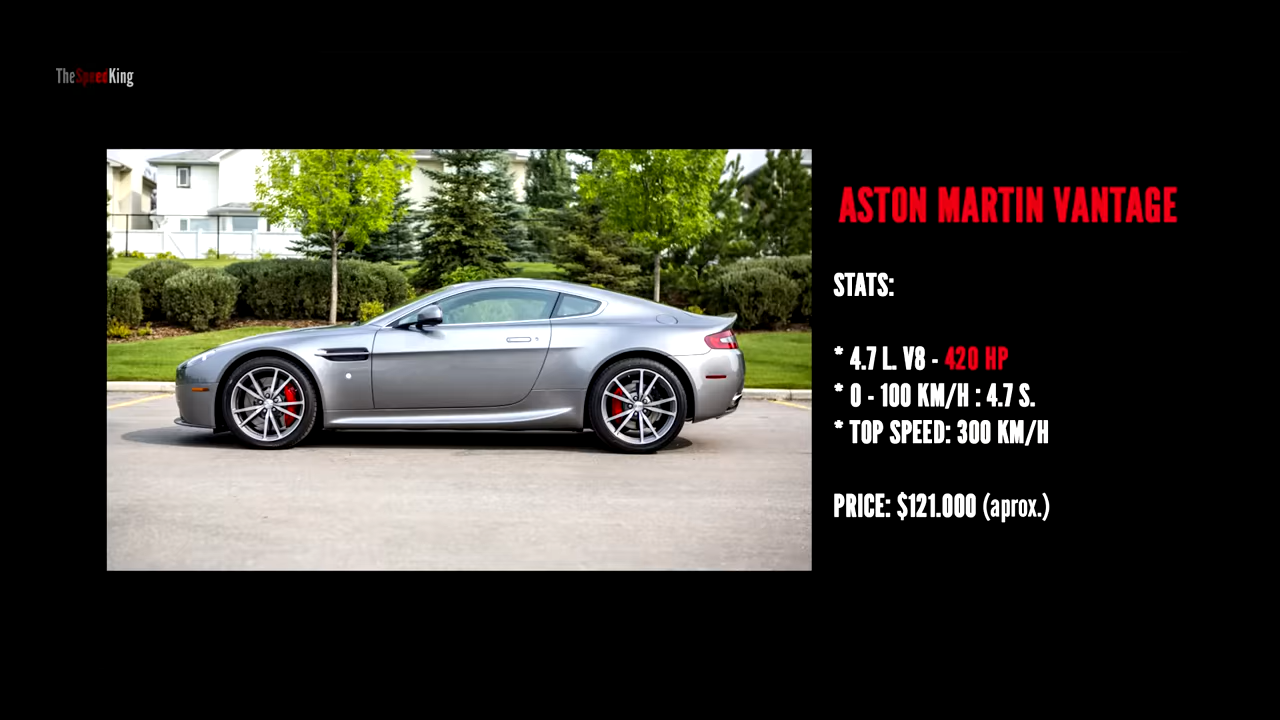 TheSpeedKing
ASTON MARTIN VANTAGE
STATS:
* 4.7 L. V8 - 420 HP
* 0 - 100 KM/H : 4.7 S.
* TOP SPEED: 300 KM/H
PRICE: $121.000 (aprox.)